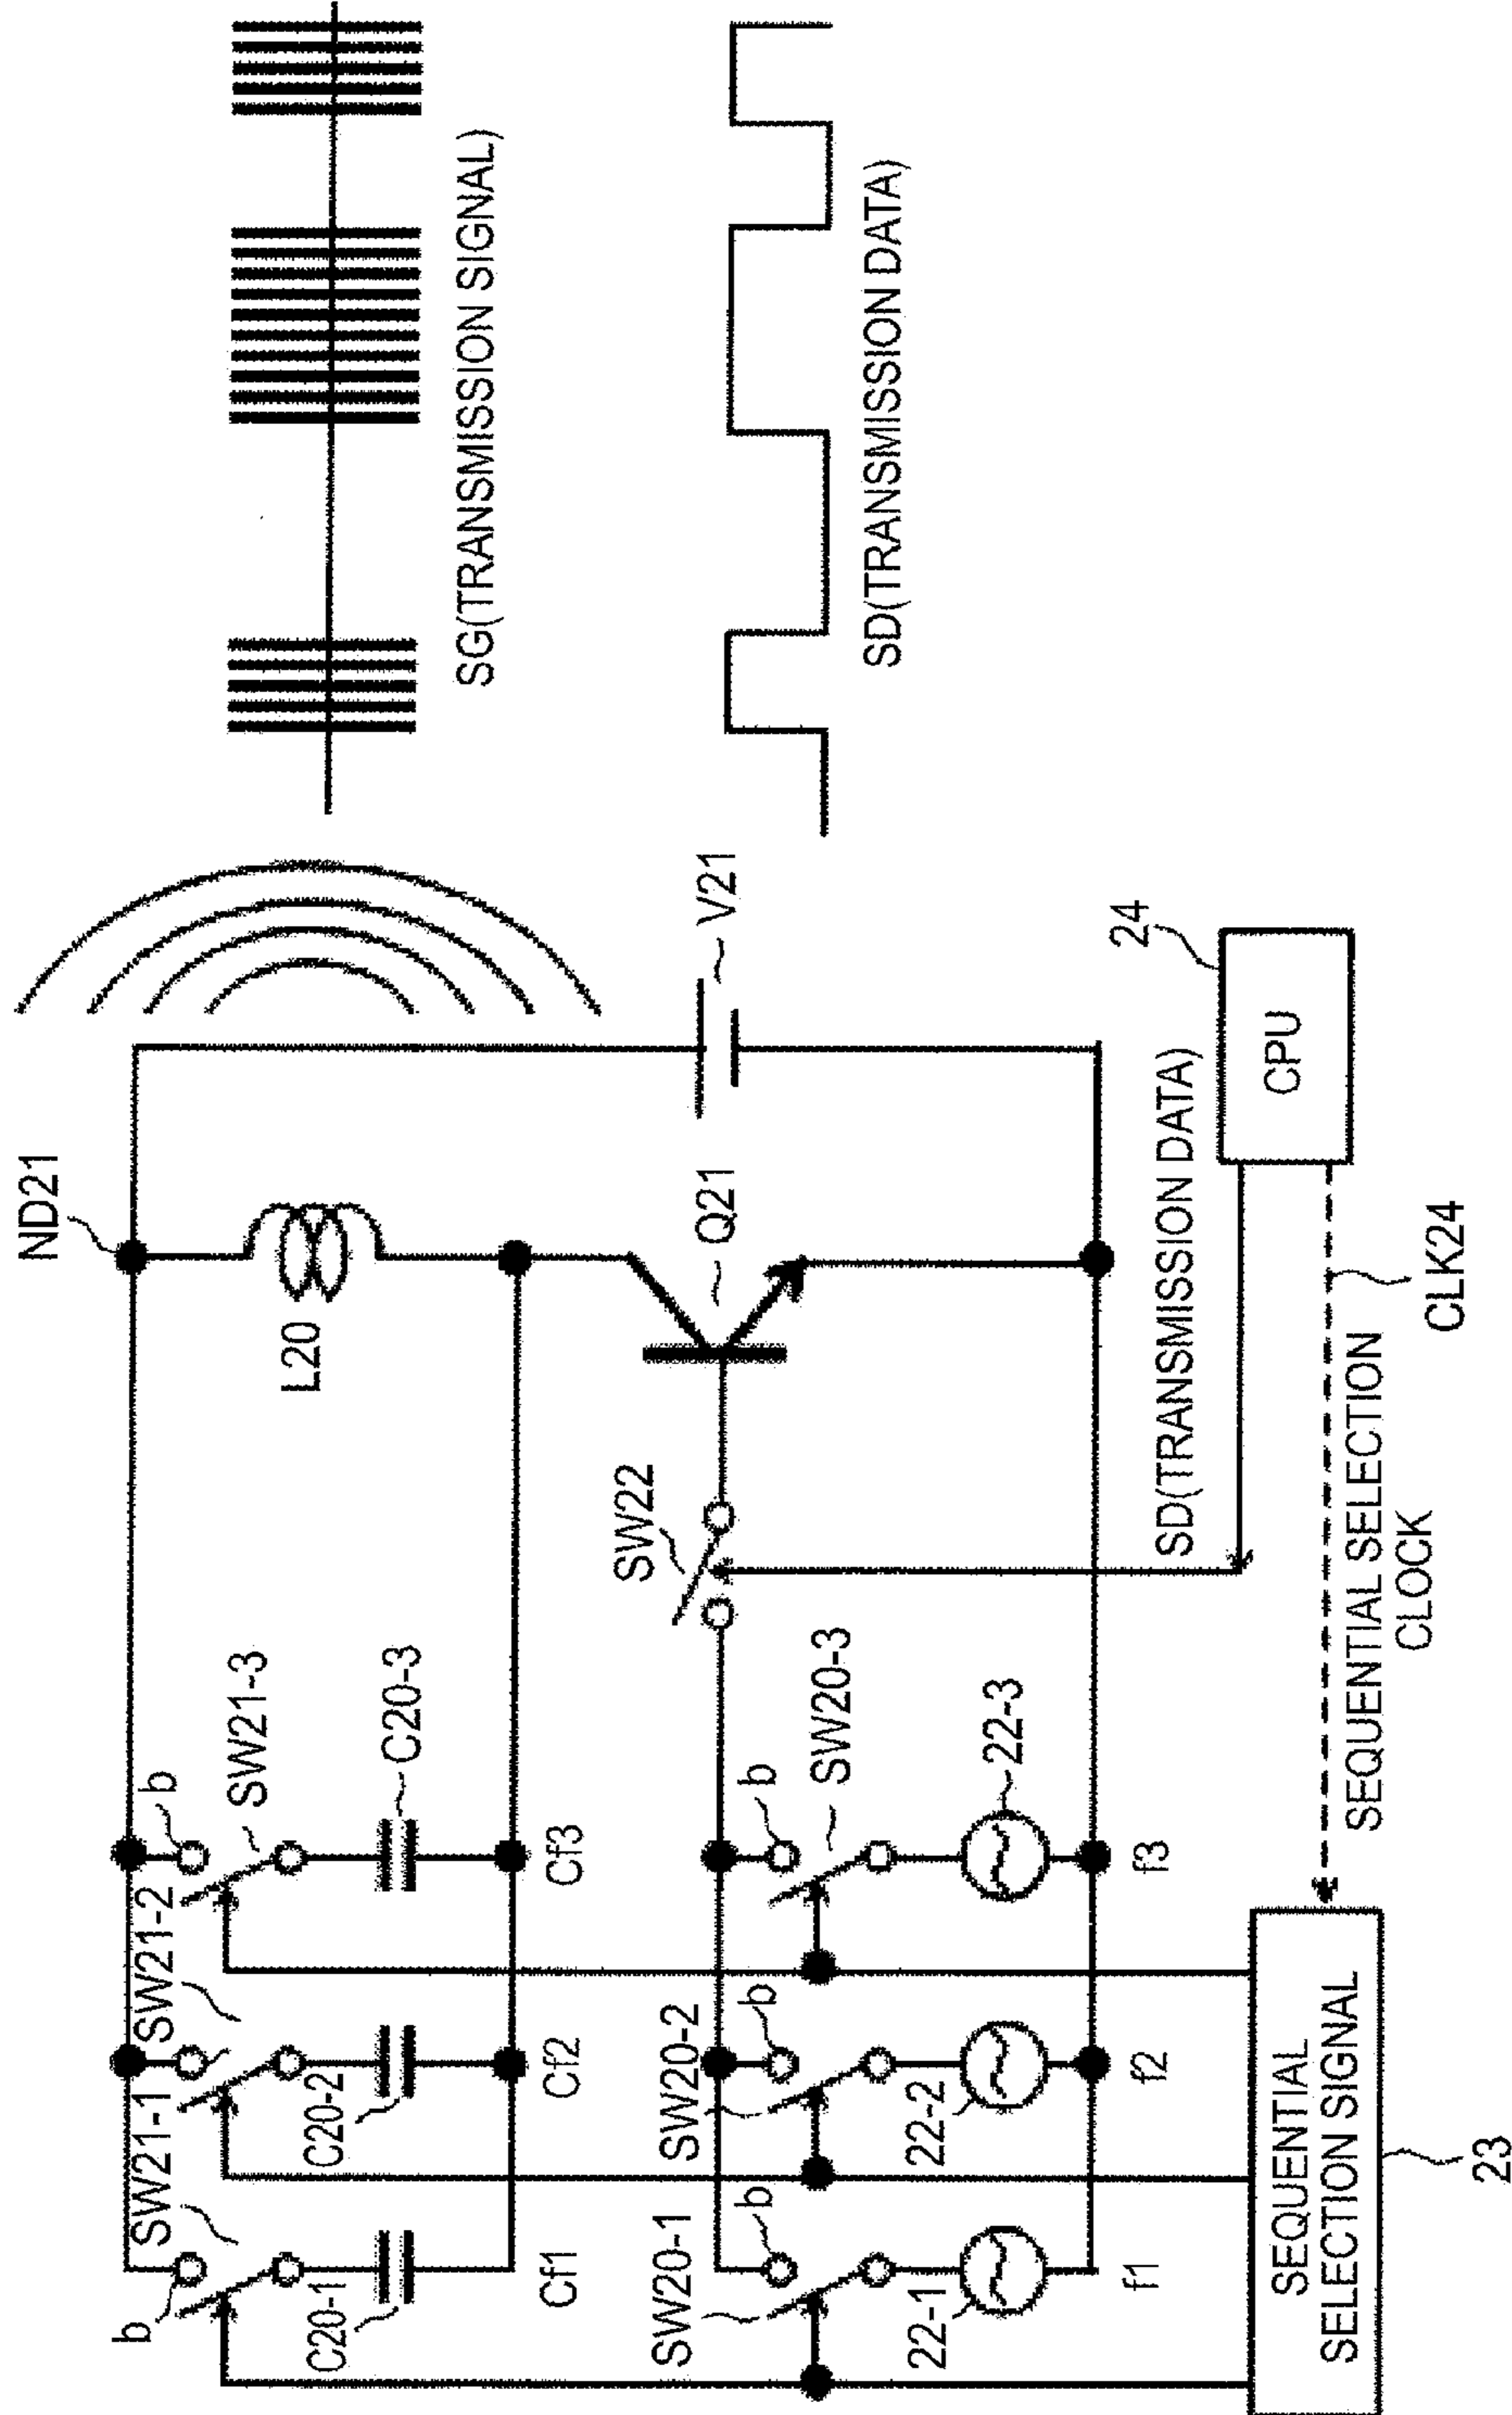 ND21
b
SW21-1
SW21-2
b
SW21-3
L20
C20-1
C20-2
C20-3
Cf1
Cf2
Cf3
SG(TRANSMISSION SIGNAL)
SW22
Q21
V21
SW20-1
b
SW20-2
b
b
SW20-3
22-1
22-2
22-3
f1
f2
f3
SD(TRANSMISSION DATA)
SD(TRANSMISSION DATA)
24
CPU
SEQUENTIAL
SELECTION SIGNAL
23
SEQUENTIAL SELECTION
CLOCK
CLK24